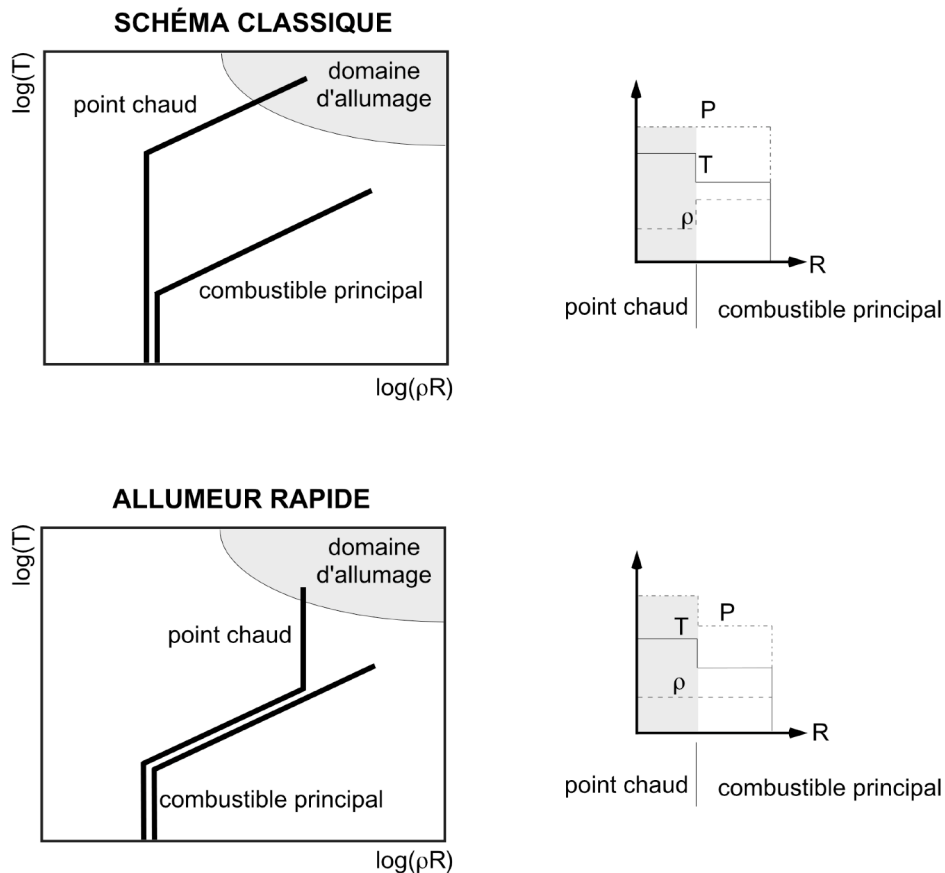 SCHÉMA CLASSIQUE
log(T)
point chaud
domaine
d'allumage
combustible principal
log(ρR)
P
T
ρ
R
point chaud
combustible principal
ALLUMEUR RAPIDE
log(T)
domaine
d'allumage
point chaud
combustible principal
log(ρR)
T
P
ρ
R
point chaud
combustible principal